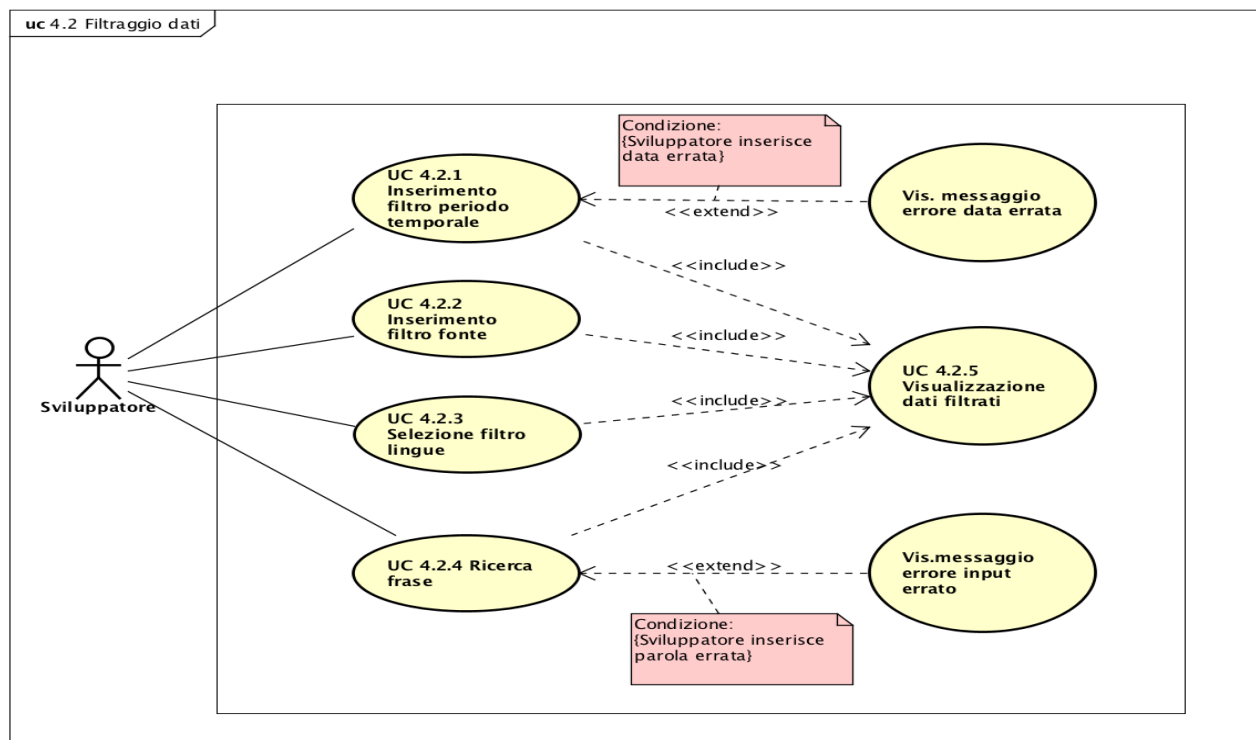 uc 4.2 Filtraggio dati
Condizione:
{Sviluppatore inserisce
data errata}
UC 4.2.1
Inserimento
filtro periodo
temporale
<<extend>>
Vis. messaggio
errore data errata
<<include>>
UC 4.2.2
Inserimento
filtro fonte
<<include>>
UC 4.2.5
Visualizzazione
dati filtrati
Sviluppatore
UC 4.2.3
Selezione filtro
lingue
<<include>>
<<include>>
UC 4.2.4 Ricerca
frase
<<extend>>
Vis.messaggio
errore input
errato
Condizione:
{Sviluppatore inserisce
parola errata}